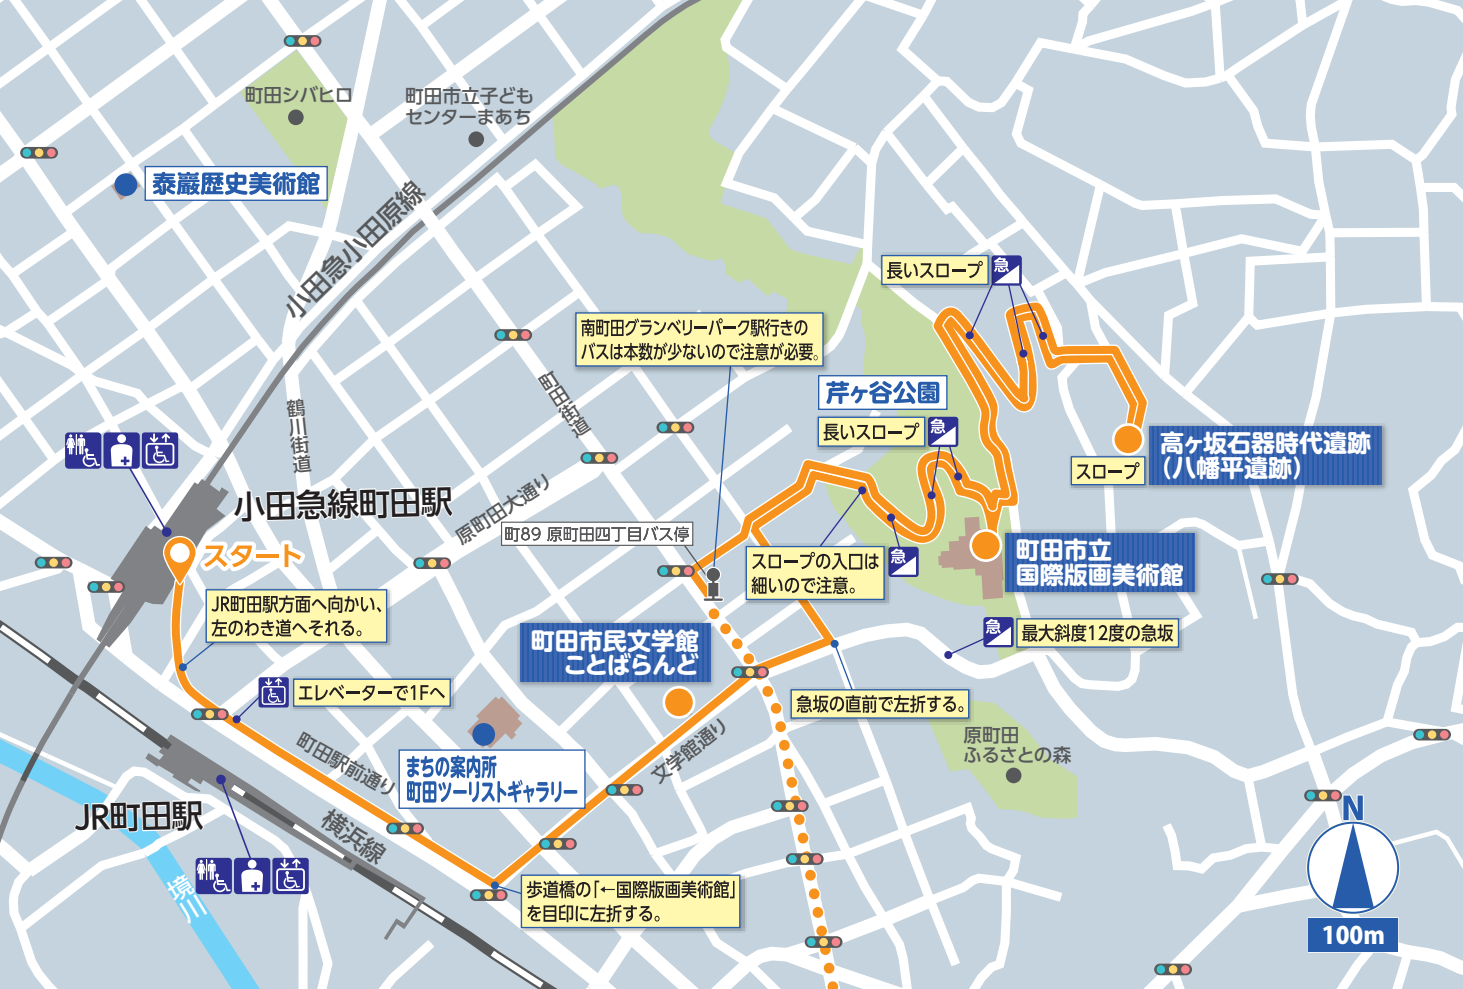 町田シバヒロ
町田市立子ども
センターまあち
泰巖歴史美術館
小田急小田原線
長いスロープ
急
南町田グランベリーパーク駅行きの
バスは本数が少ないので注意が必要。
町田街道
芹ヶ谷公園
長いスロープ
急
鶴川街道
高ヶ坂石器時代遺跡
(八幡平遺跡)
スロープ
小田急線町田駅
原町田大通り
町89 原町田四丁目バス停
スタート
スロープの入口は
細いので注意。
急
町田市立
国際版画美術館
JR町田駅方面へ向かい、
左のわき道へそれる。
町田市民文学館
ことばらんど
急
最大斜度12度の急坂
エレベーターで1Fへ
急坂の直前で左折する。
町田駅前通り
文学館通り
原町田
ふるさとの森
まちの案内所
町田ツーリストギャラリー
JR町田駅
横浜線
境川
歩道橋の「←国際版画美術館」
を目印に左折する。
N
100m